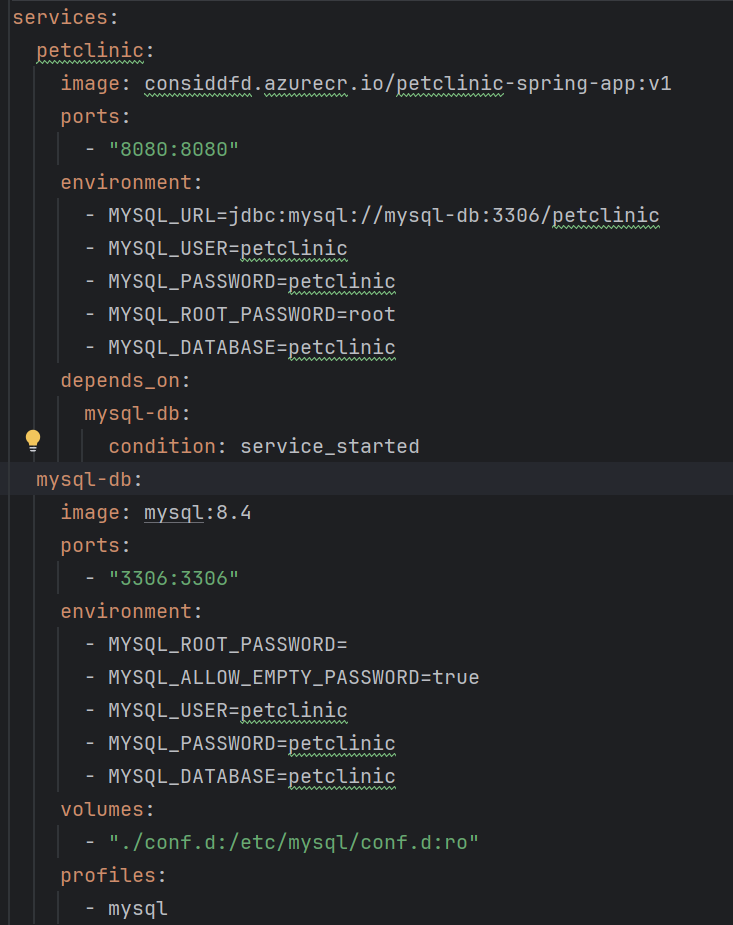 services:
  petclinic:
    image: considdfd.azurecr.io/petclinic-spring-app:v1
    ports:
      - "8080:8080"
    environment:
      - MYSQL_URL=jdbc:mysql://mysql-db:3306/petclinic
      - MYSQL_USER=petclinic
      - MYSQL_PASSWORD=petclinic
      - MYSQL_ROOT_PASSWORD=root
      - MYSQL_DATABASE=petclinic
    depends_on:
      mysql-db:
        condition: service_started
  mysql-db:
    image: mysql:8.4
    ports:
      - "3306:3306"
    environment:
      - MYSQL_ROOT_PASSWORD=
      - MYSQL_ALLOW_EMPTY_PASSWORD=true
      - MYSQL_USER=petclinic
      - MYSQL_PASSWORD=petclinic
      - MYSQL_DATABASE=petclinic
    volumes:
      - "./conf.d:/etc/mysql/conf.d:ro"
    profiles:
      - mysql